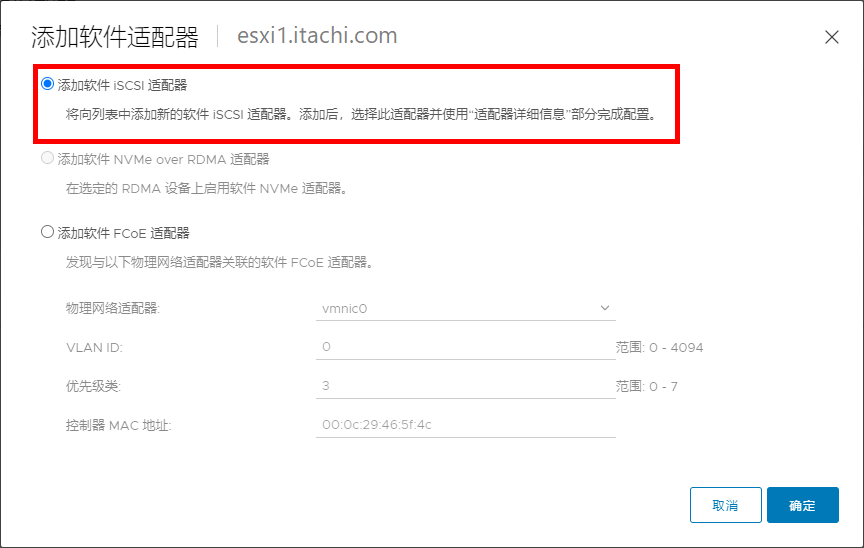 添加软件适配器 esxi1.itachi.com
添加软件 iSCSI 适配器
将向列表中添加新的软件 iSCSI 适配器。添加后，选择此适配器并使用“适配器详细信息”部分完成配置。
添加软件 NVMe over RDMA 适配器
在选定的 RDMA 设备上启用软件 NVMe 适配器。
添加软件 FCoE 适配器
发现与以下物理网络适配器关联的软件 FCoE 适配器。
物理网络适配器: vmnic0
VLAN ID: 0 范围: 0 - 4094
优先级类: 3 范围: 0 - 7
控制器 MAC 地址: 00:0c:29:46:5f:4c
取消 确定